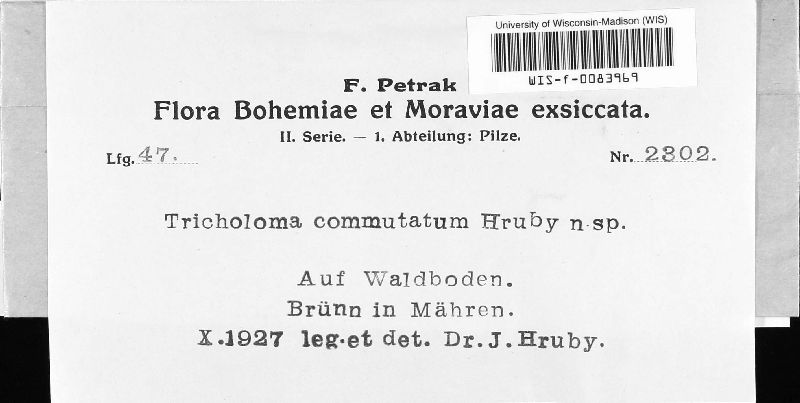 University of Wisconsin-Madison (WIS)
WIS-f-0083969
F. Petrak
Flora Bohemiae et Moraviae exsiccata.
II. Serie. — 1. Abteilung: Pilze.
Lfg. 47. Nr. 2302.
Tricholoma commutatum Hruby n.sp.
Auf Waldboden.
Brünn in Mähren.
X.1927 leg.et det. Dr.J.Hruby.